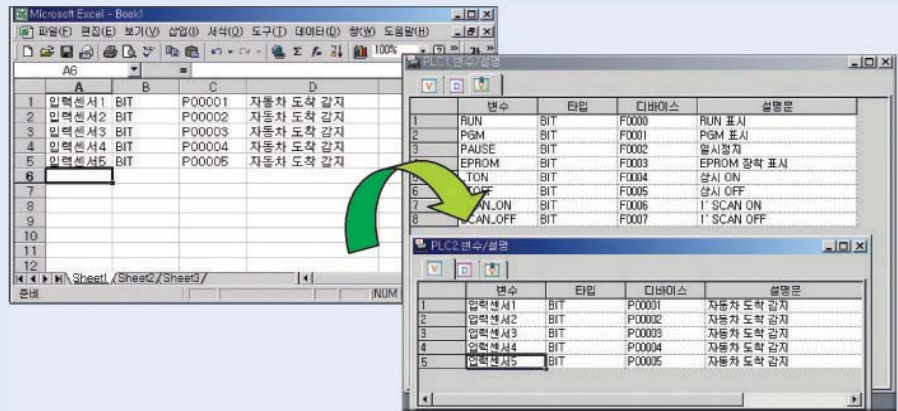 Microsoft Excel - Book1
파일(F) 편집(E) 보기(V) 삽입(I) 서식(O) 도구(T) 데이터(D) 창(W) 도움말(H)
100%
A6 =
A B C D
1 입력센서1 BIT P00001 자동차 도착 감지
2 입력센서2 BIT P00002 자동차 도착 감지
3 입력센서3 BIT P00003 자동차 도착 감지
4 입력센서4 BIT P00004 자동차 도착 감지
5 입력센서5 BIT P00005 자동차 도착 감지
6
7
8
9
10
11
12
Sheet1 Sheet2 Sheet3
준비 NUM
PLC1.변수/설명
V D
변수 타입 디바이스 설명문
1 RUN BIT F0000 RUN 표시
2 PGM BIT F0001 PGM 표시
3 PAUSE BIT F0002 일시정지
4 EPROM BIT F0003 EPROM 장착 표시
_TON BIT F0004 상시 ON
6 BIT F0005 상시 OFF
7 BIT F0006 1' SCAN ON
8 BIT F0007 1' SCAN OFF
PLC2.변수/설명
V D
변수 타입 디바이스 설명문
1 입력센서1 BIT P00001 자동차 도착 감지
2 입력센서2 BIT P00002 자동차 도착 감지
3 입력센서3 BIT P00003 자동차 도착 감지
4 입력센서4 BIT P00004 자동차 도착 감지
5 입력센서5 BIT P00005 자동차 도착 감지